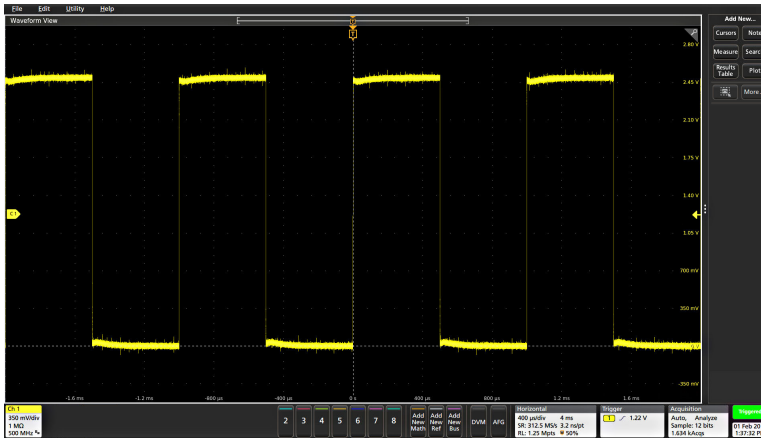 File Edit Utility Help
Waveform View
Add New...
Cursors
Measure
Results
Table
Plot
More
2.80 V
2.45 V
2.10 V
1.75 V
1.40 V
1.05 V
700 mV
350 mV
-350 mV
C1
T
-1.6 ms -1.2 ms -800 µs -400 µs 0 s 400 µs 800 µs 1.2 ms 1.6 ms
Ch 1
350 mV/div
1 MΩ
500 MHz
2 3 4 5 6 7 8
Add New Math
Add New Ref
Add New Bus
DVM
AFG
Horizontal
400 µs/div 4 ms
SR: 312.5 MS/s 3.2 ns/pt
RL: 1.25 Mpts 50%
Trigger
1 1.22 V
Acquisition
Auto, Analyze
Sample: 12 bits
1.634 kAcqs
Triggered
01 Feb 20
1:37:32 P